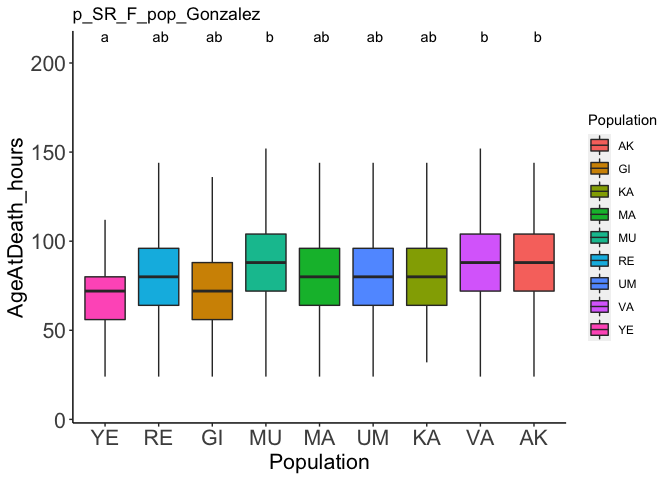 p_SR_F_pop_Gonzalez
a ab ab b ab ab ab b b
AgeAtDeath_hours
200
150
100
50
0
YE RE GI MU MA UM KA VA AK
Population
Population
AK
GI
KA
MA
MU
RE
UM
VA
YE